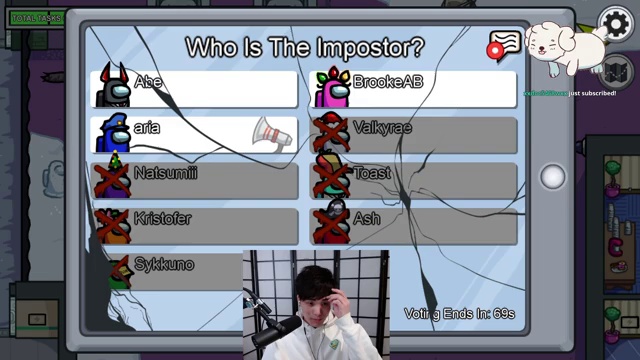 TOTAL TASKS
Who Is The Impostor?
Abe
BrookeAB
aria
Valkyrae
Natsumiii
Toast
Kristofer
Ash
Sykkuno
just subscribed!
Voting Ends In: 69s